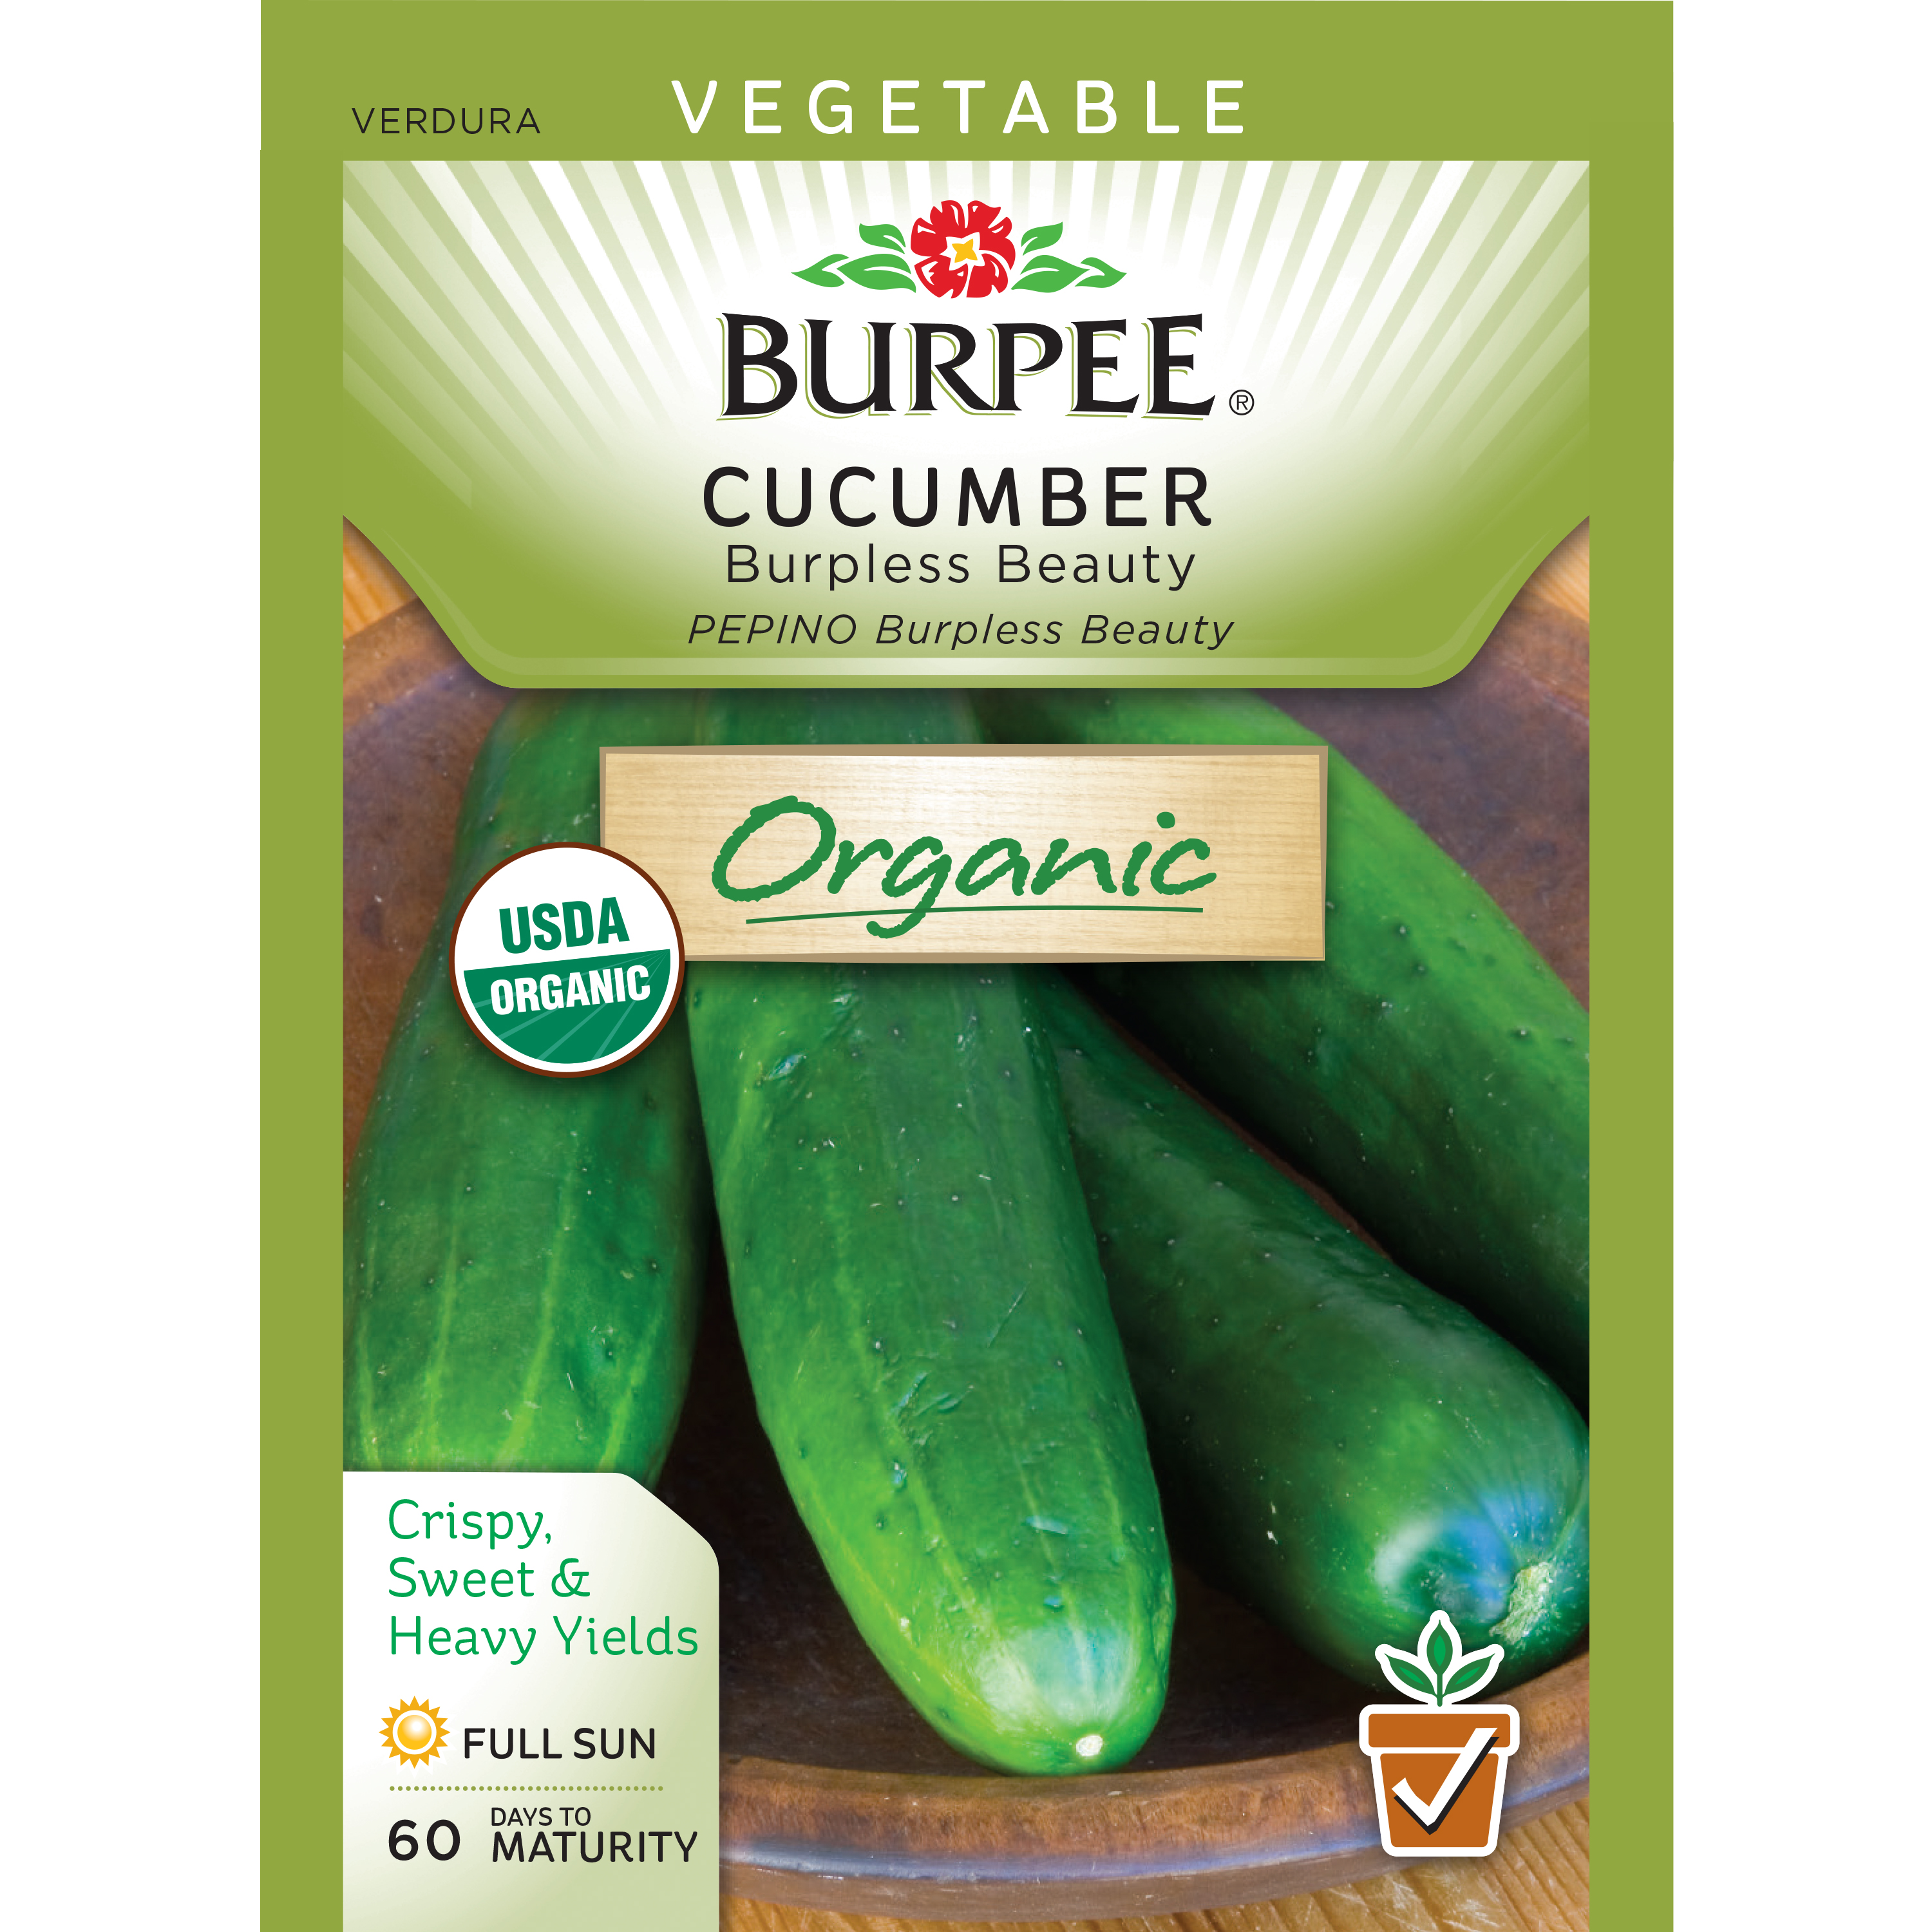 VERDURA
VEGETABLE
BURPEE®
CUCUMBER
Burpless Beauty
PEPINO Burpless Beauty
Organic
USDA
ORGANIC
Crispy,
Sweet &
Heavy Yields
FULL SUN
60 DAYS TO
MATURITY